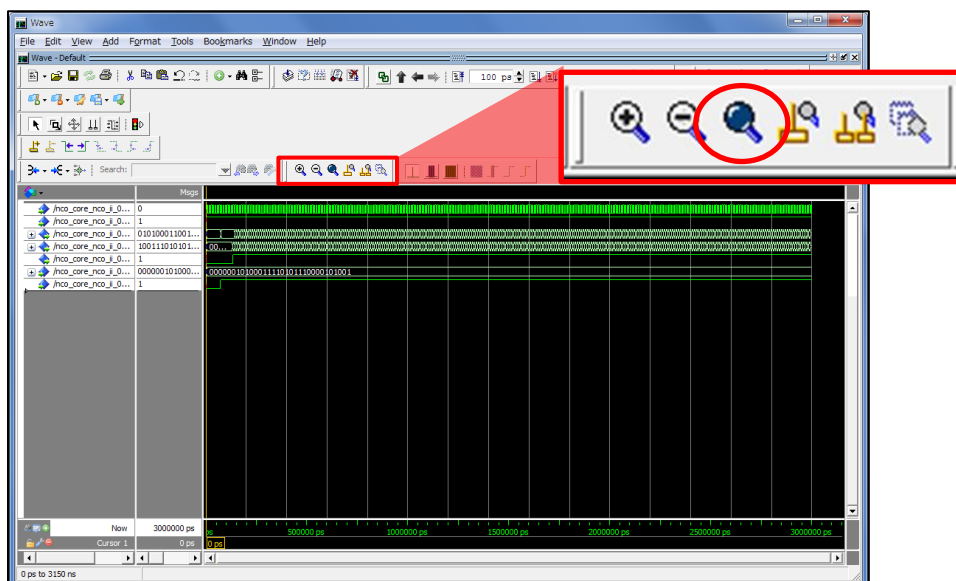 Wave
File Edit View Add Format Tools Bookmarks Window Help
Wave - Default
100 ps
Search:
Msgs
/nco_core_nco_ii_0... 0
/nco_core_nco_ii_0... 1
/nco_core_nco_ii_0... 010100011001...
/nco_core_nco_ii_0... 100111010101... 00...
/nco_core_nco_ii_0... 1
/nco_core_nco_ii_0... 000000101000... 00000010100011110101110000101001
/nco_core_nco_ii_0... 1
Now 3000000 ps ps 500000 ps 1000000 ps 1500000 ps 2000000 ps 2500000 ps 3000000 ps
Cursor 1 0 ps 0 ps
0 ps to 3150 ns